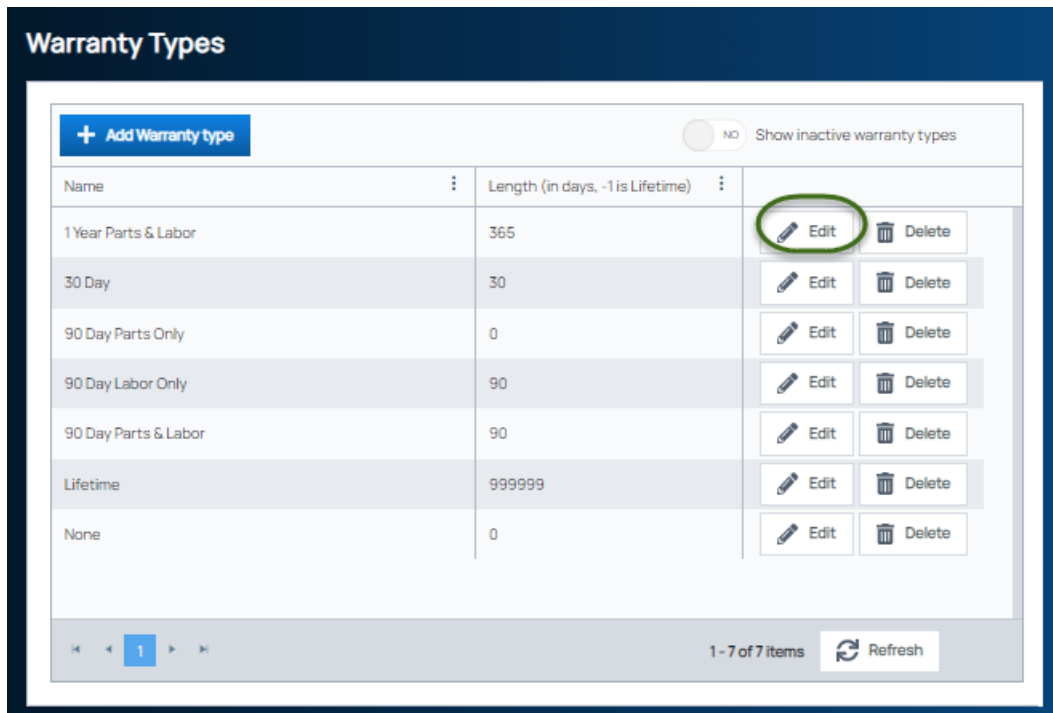 Warranty Types
+ Add Warranty type NO Show inactive warranty types
Name Length (in days, -1 is Lifetime)
1 Year Parts & Labor 365 Edit Delete
30 Day 30 Edit Delete
90 Day Parts Only 0 Edit Delete
90 Day Labor Only 90 Edit Delete
90 Day Parts & Labor 90 Edit Delete
Lifetime 999999 Edit Delete
None 0 Edit Delete
1 1 - 7 of 7 items Refresh